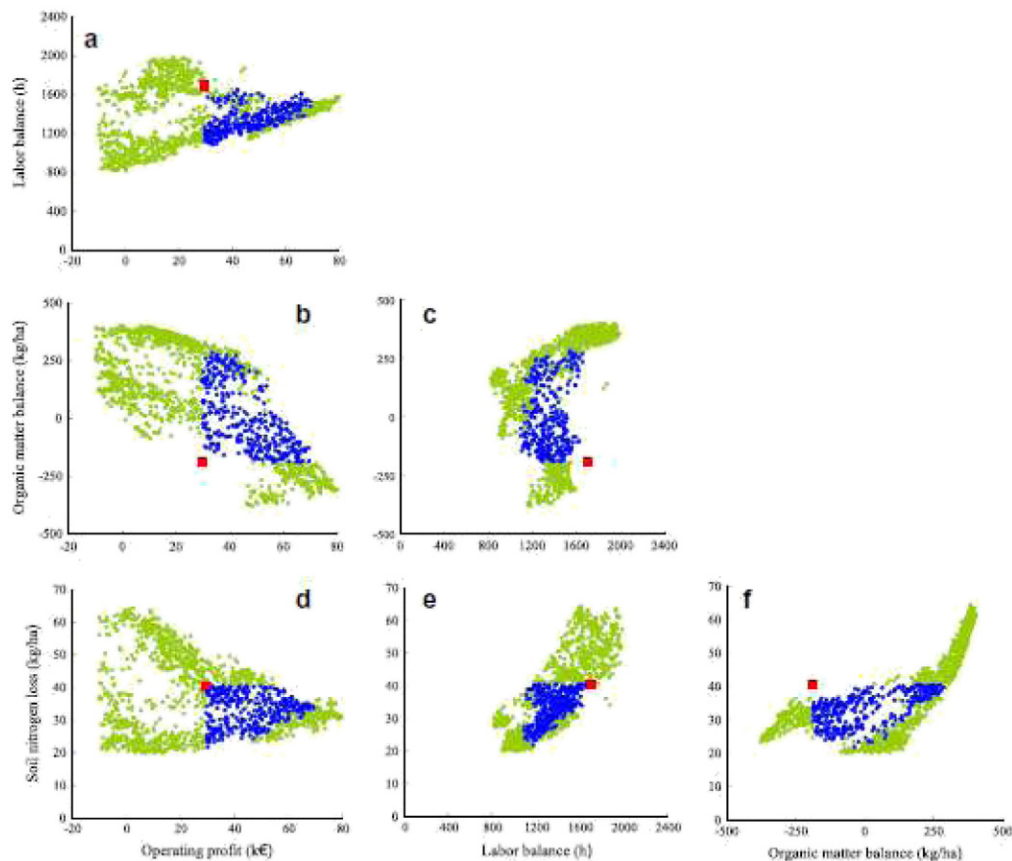 a
2400
2000
1600
1200
800
400
0
-20 0 20 40 60 80
Labor balance (h)
b
500
250
0
-250
-500
-20 0 20 40 60 80
Organic matter balance (kg/ha)
c
500
250
0
-250
-500
0 400 800 1200 1600 2000 2400
d
70
60
50
40
30
20
10
0
-20 0 20 40 60 80
Soil nitrogen loss (kg/ha)
Operating profit (k€)
e
70
60
50
40
30
20
10
0
0 400 800 1200 1600 2000 2400
Labor balance (h)
f
70
60
50
40
30
20
10
0
-500 -250 0 250 500
Organic matter balance (kg/ha)